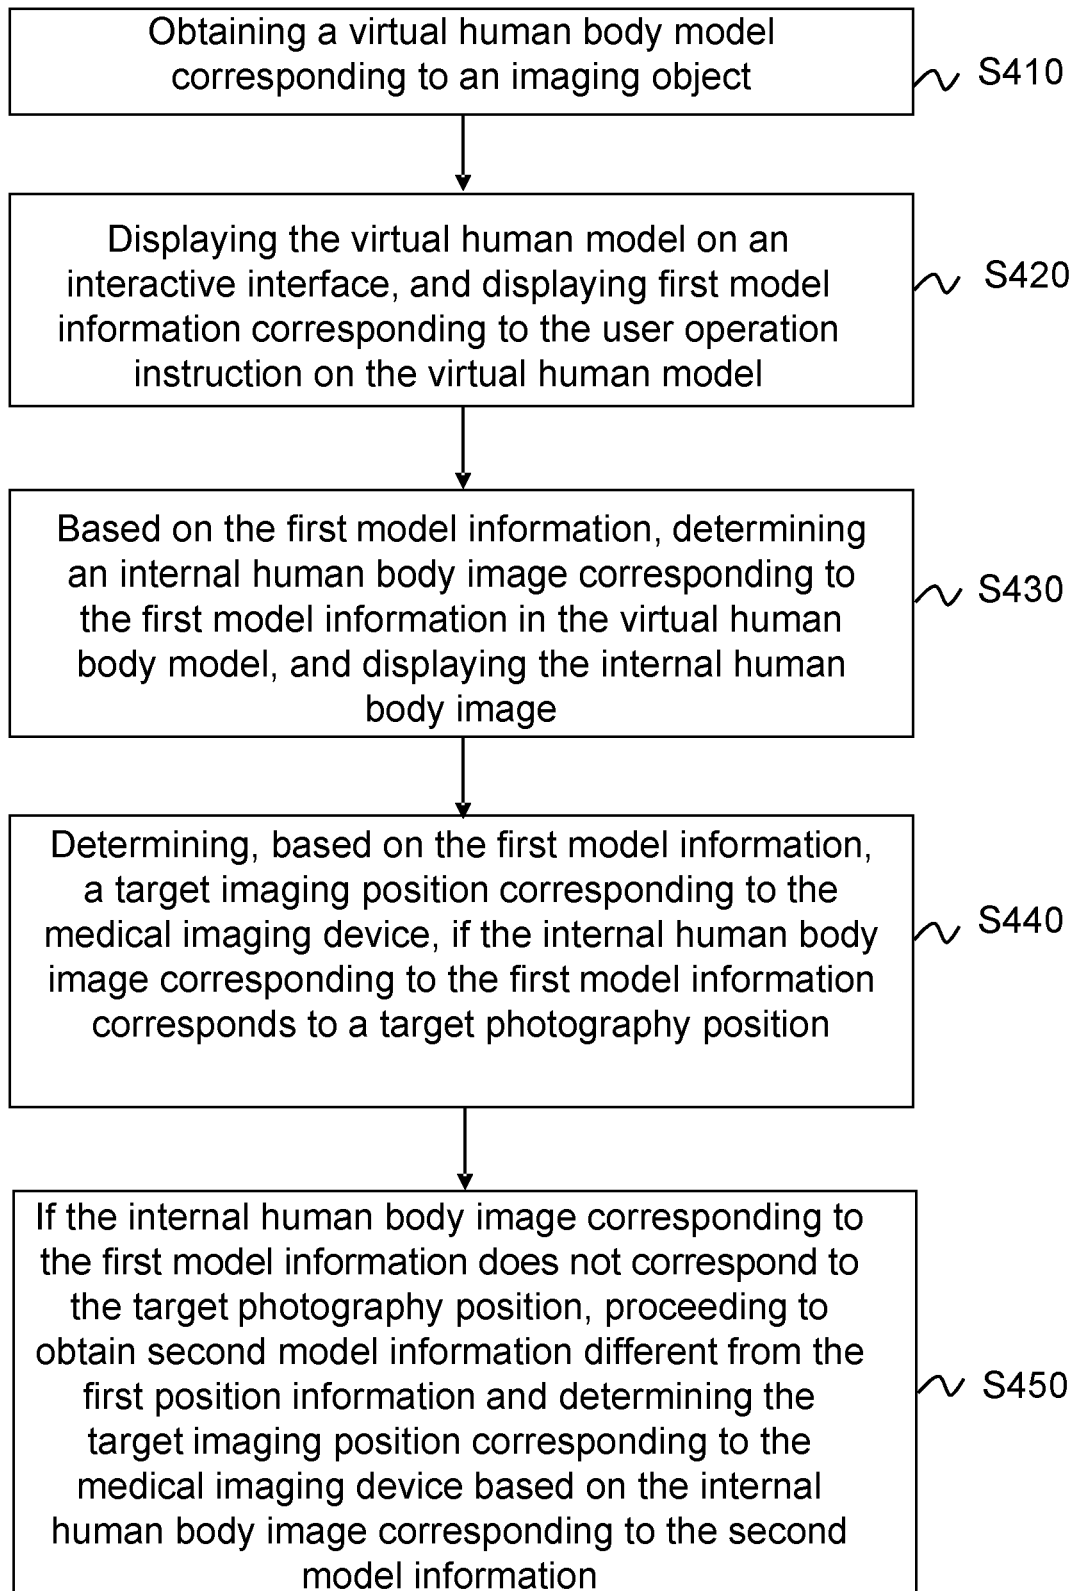 Obtaining a virtual human body model
corresponding to an imaging object
S410
Displaying the virtual human model on an
interactive interface, and displaying first model
information corresponding to the user operation
instruction on the virtual human model
S420
Based on the first model information, determining
an internal human body image corresponding to
the first model information in the virtual human
body model, and displaying the internal human
body image
S430
Determining, based on the first model information,
a target imaging position corresponding to the
medical imaging device, if the internal human body
image corresponding to the first model information
corresponds to a target photography position
S440
If the internal human body image corresponding to
the first model information does not correspond to
the target photography position, proceeding to
obtain second model information different from the
first position information and determining the
target imaging position corresponding to the
medical imaging device based on the internal
human body image corresponding to the second
model information
S450